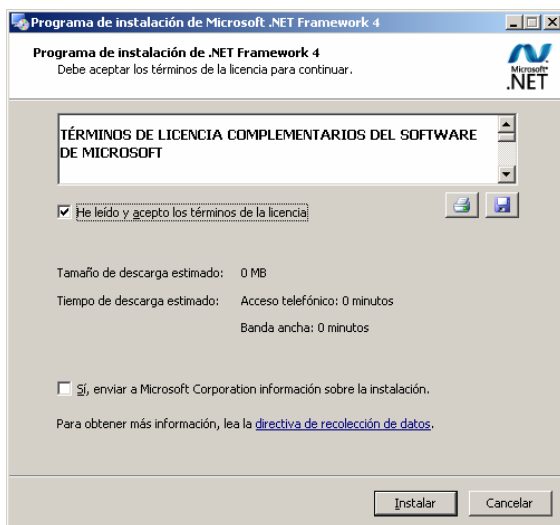 Programa de instalación de Microsoft .NET Framework 4
Programa de instalación de .NET Framework 4
Debe aceptar los términos de la licencia para continuar.
Microsoft
.NET
TÉRMINOS DE LICENCIA COMPLEMENTARIOS DEL SOFTWARE
DE MICROSOFT
He leído y acepto los términos de la licencia
Tamaño de descarga estimado: 0 MB
Tiempo de descarga estimado: Acceso telefónico: 0 minutos
Banda ancha: 0 minutos
Sí, enviar a Microsoft Corporation información sobre la instalación.
Para obtener más información, lea la directiva de recolección de datos.
Instalar Cancelar